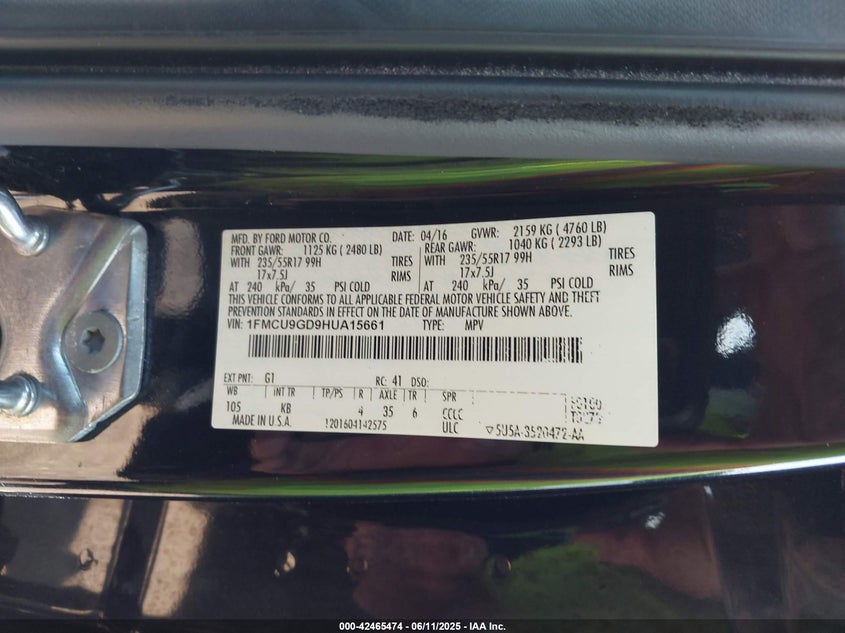 MFD. BY FORD MOTOR CO. DATE: 04/16 GVWR: 2159 KG ( 4760 LB)
FRONT GAWR: 1125 KG ( 2480 LB) REAR GAWR: 1040 KG ( 2293 LB)
WITH 235/55R17 99H TIRES WITH 235/55R17 99H TIRES
17x7.5J RIMS 17x7.5J RIMS
AT 240 kPa/ 35 PSI COLD AT 240 kPa/ 35 PSI COLD
THIS VEHICLE CONFORMS TO ALL APPLICABLE FEDERAL MOTOR VEHICLE SAFETY AND THEFT
PREVENTION STANDARDS IN EFFECT ON THE DATE OF MANUFACTURE SHOWN ABOVE.
VIN: 1FMCU9GD9HUA15661 TYPE: MPV
EXT PNT: G1 RC: 41 DSO:
WB INT TR TP/PS R AXLE TR SPR
105 KB 4 35 6 CCLC
MADE IN U.S.A. 1201604142575 ULC
000-42465474 - 06/11/2025 - IAA Inc.